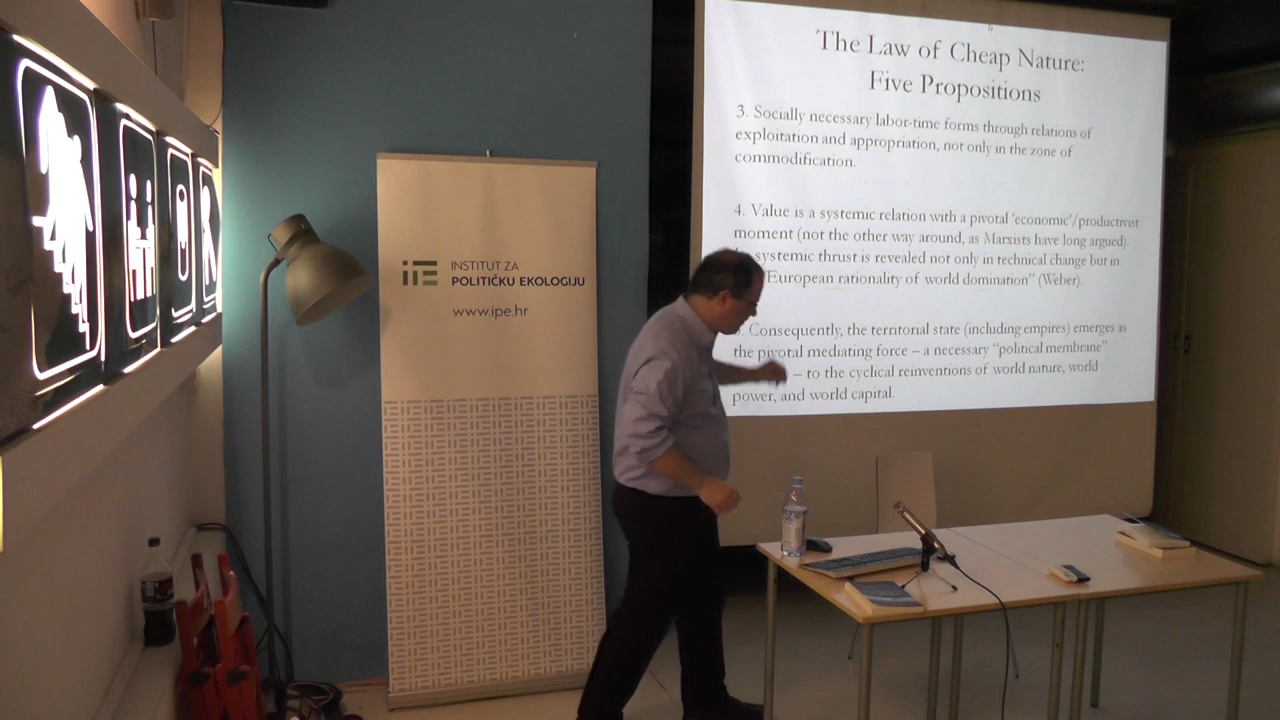 The Law of Cheap Nature:
Five Propositions
3. Socially necessary labor-time forms through relations of
exploitation and appropriation, not only in the zone of
commodification.
4. Value is a systemic relation with a pivotal 'economic'/productivist
moment (not the other way around, as Marxists have long argued)
systemic thrust is revealed not only in technical change but in
European rationality of world domination" (Weber).
Consequently, the territorial state (including empires) emerges as
the pivotal mediating force – a necessary "political membrane"
– to the cyclical reinventions of world nature, world
power, and world capital.
INSTITUT ZA
POLITIČKU EKOLOGIJU
www.ipe.hr